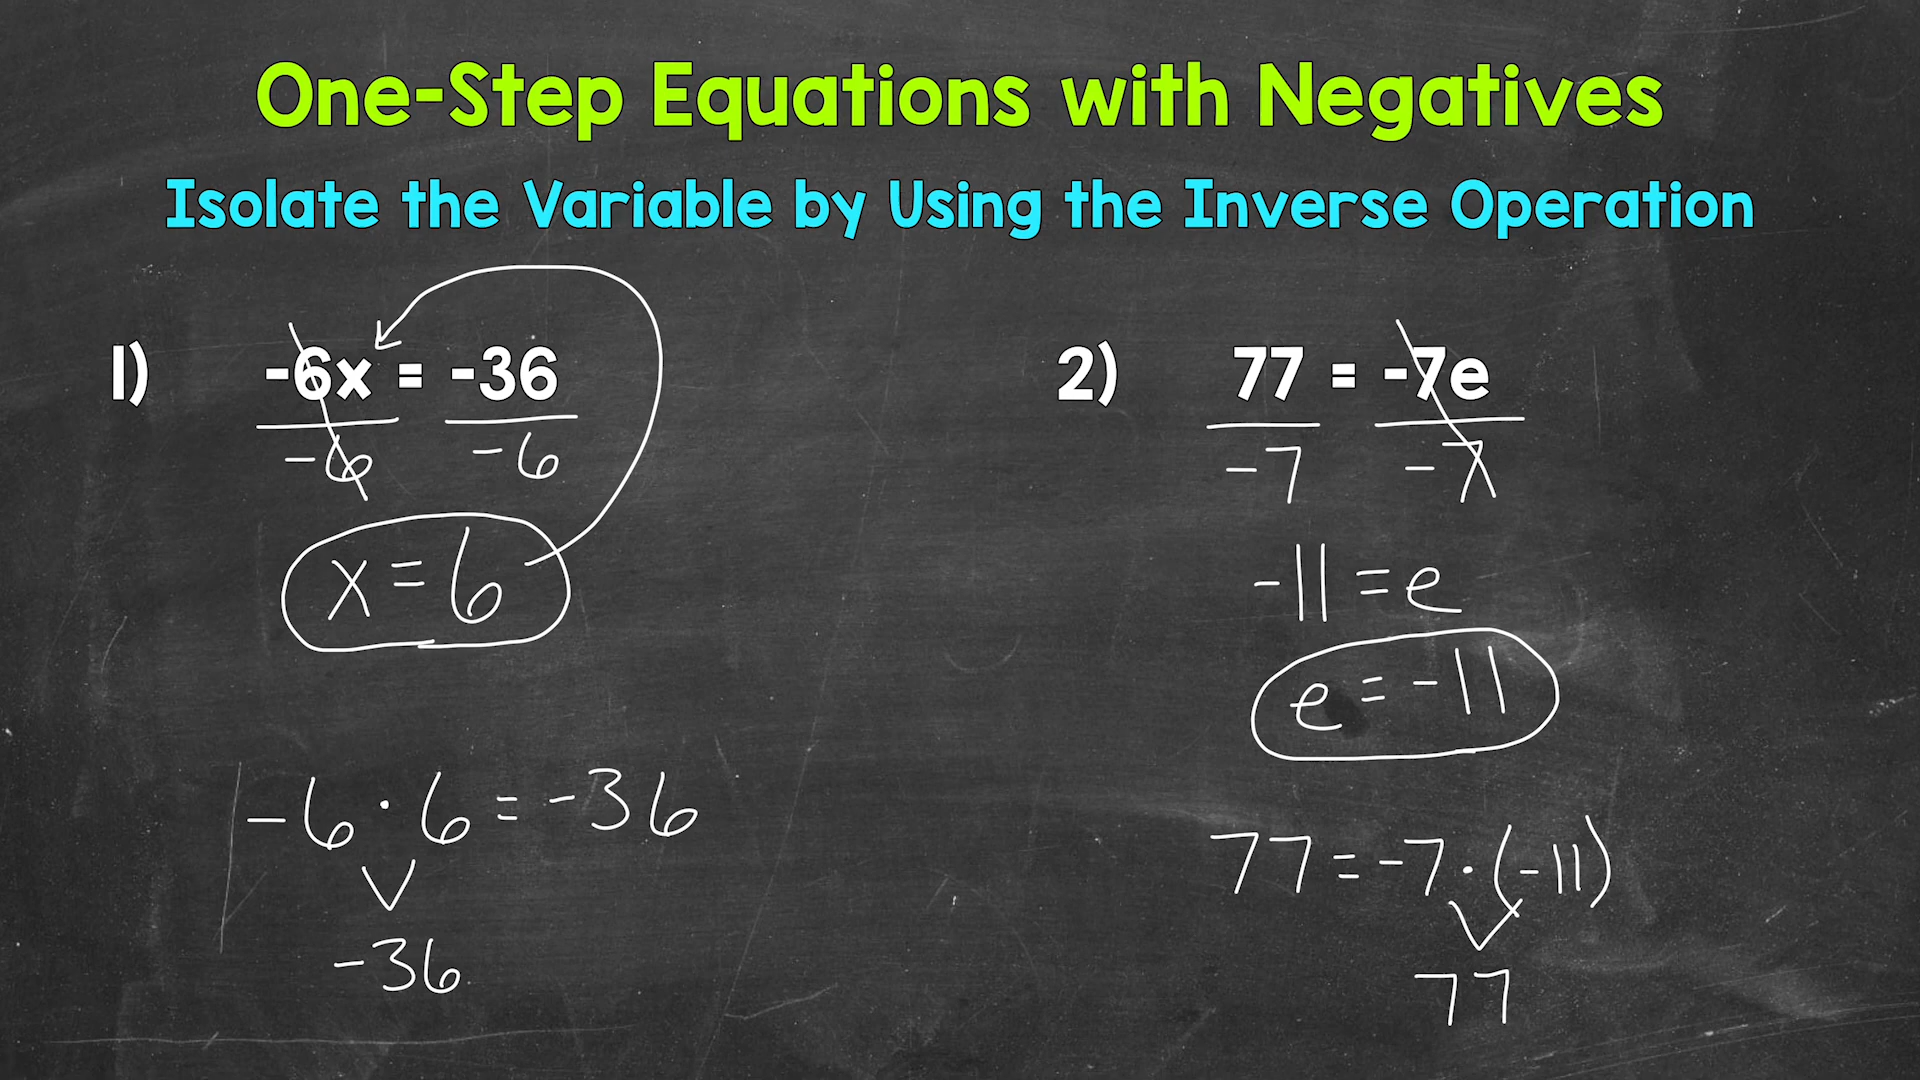 One-Step Equations with Negatives
Isolate the Variable by Using the Inverse Operation
1) -6x = -36
-6 -6
x = 6
-6 · 6 = -36
-36
2) 77 = -7e
-7 -7
-11 = e
e = -11
77 = -7 · (-11)
77